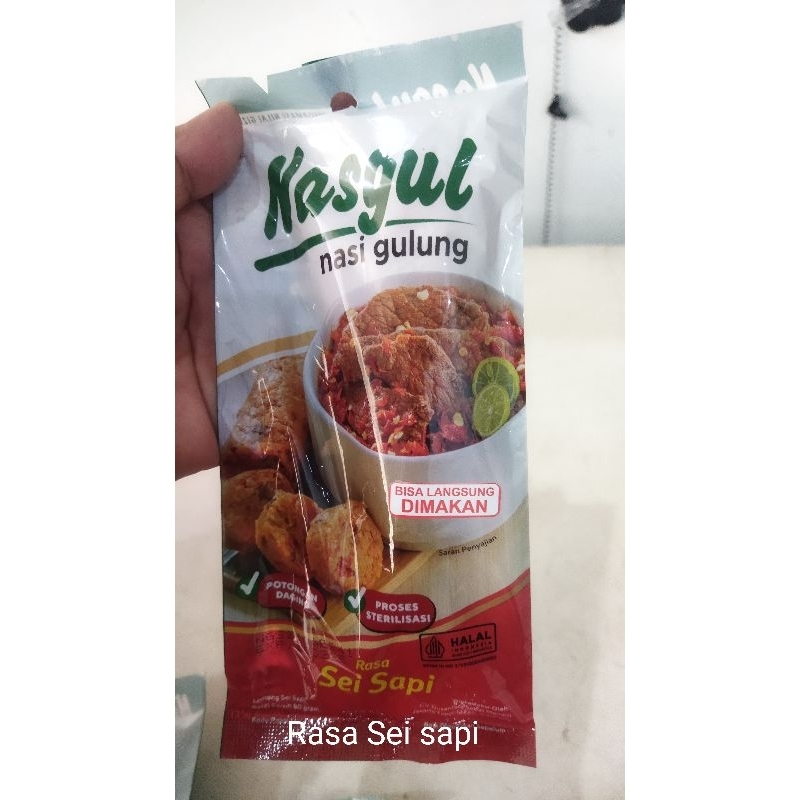 Nasgul
nasi gulung
BISA LANGSUNG
DIMAKAN
Saran Penyajian
POTONGAN
DAGING
PROSES
STERILISASI
HALAL
INDONESIA
Rasa
Sei Sapi
Rasa Sei sapi